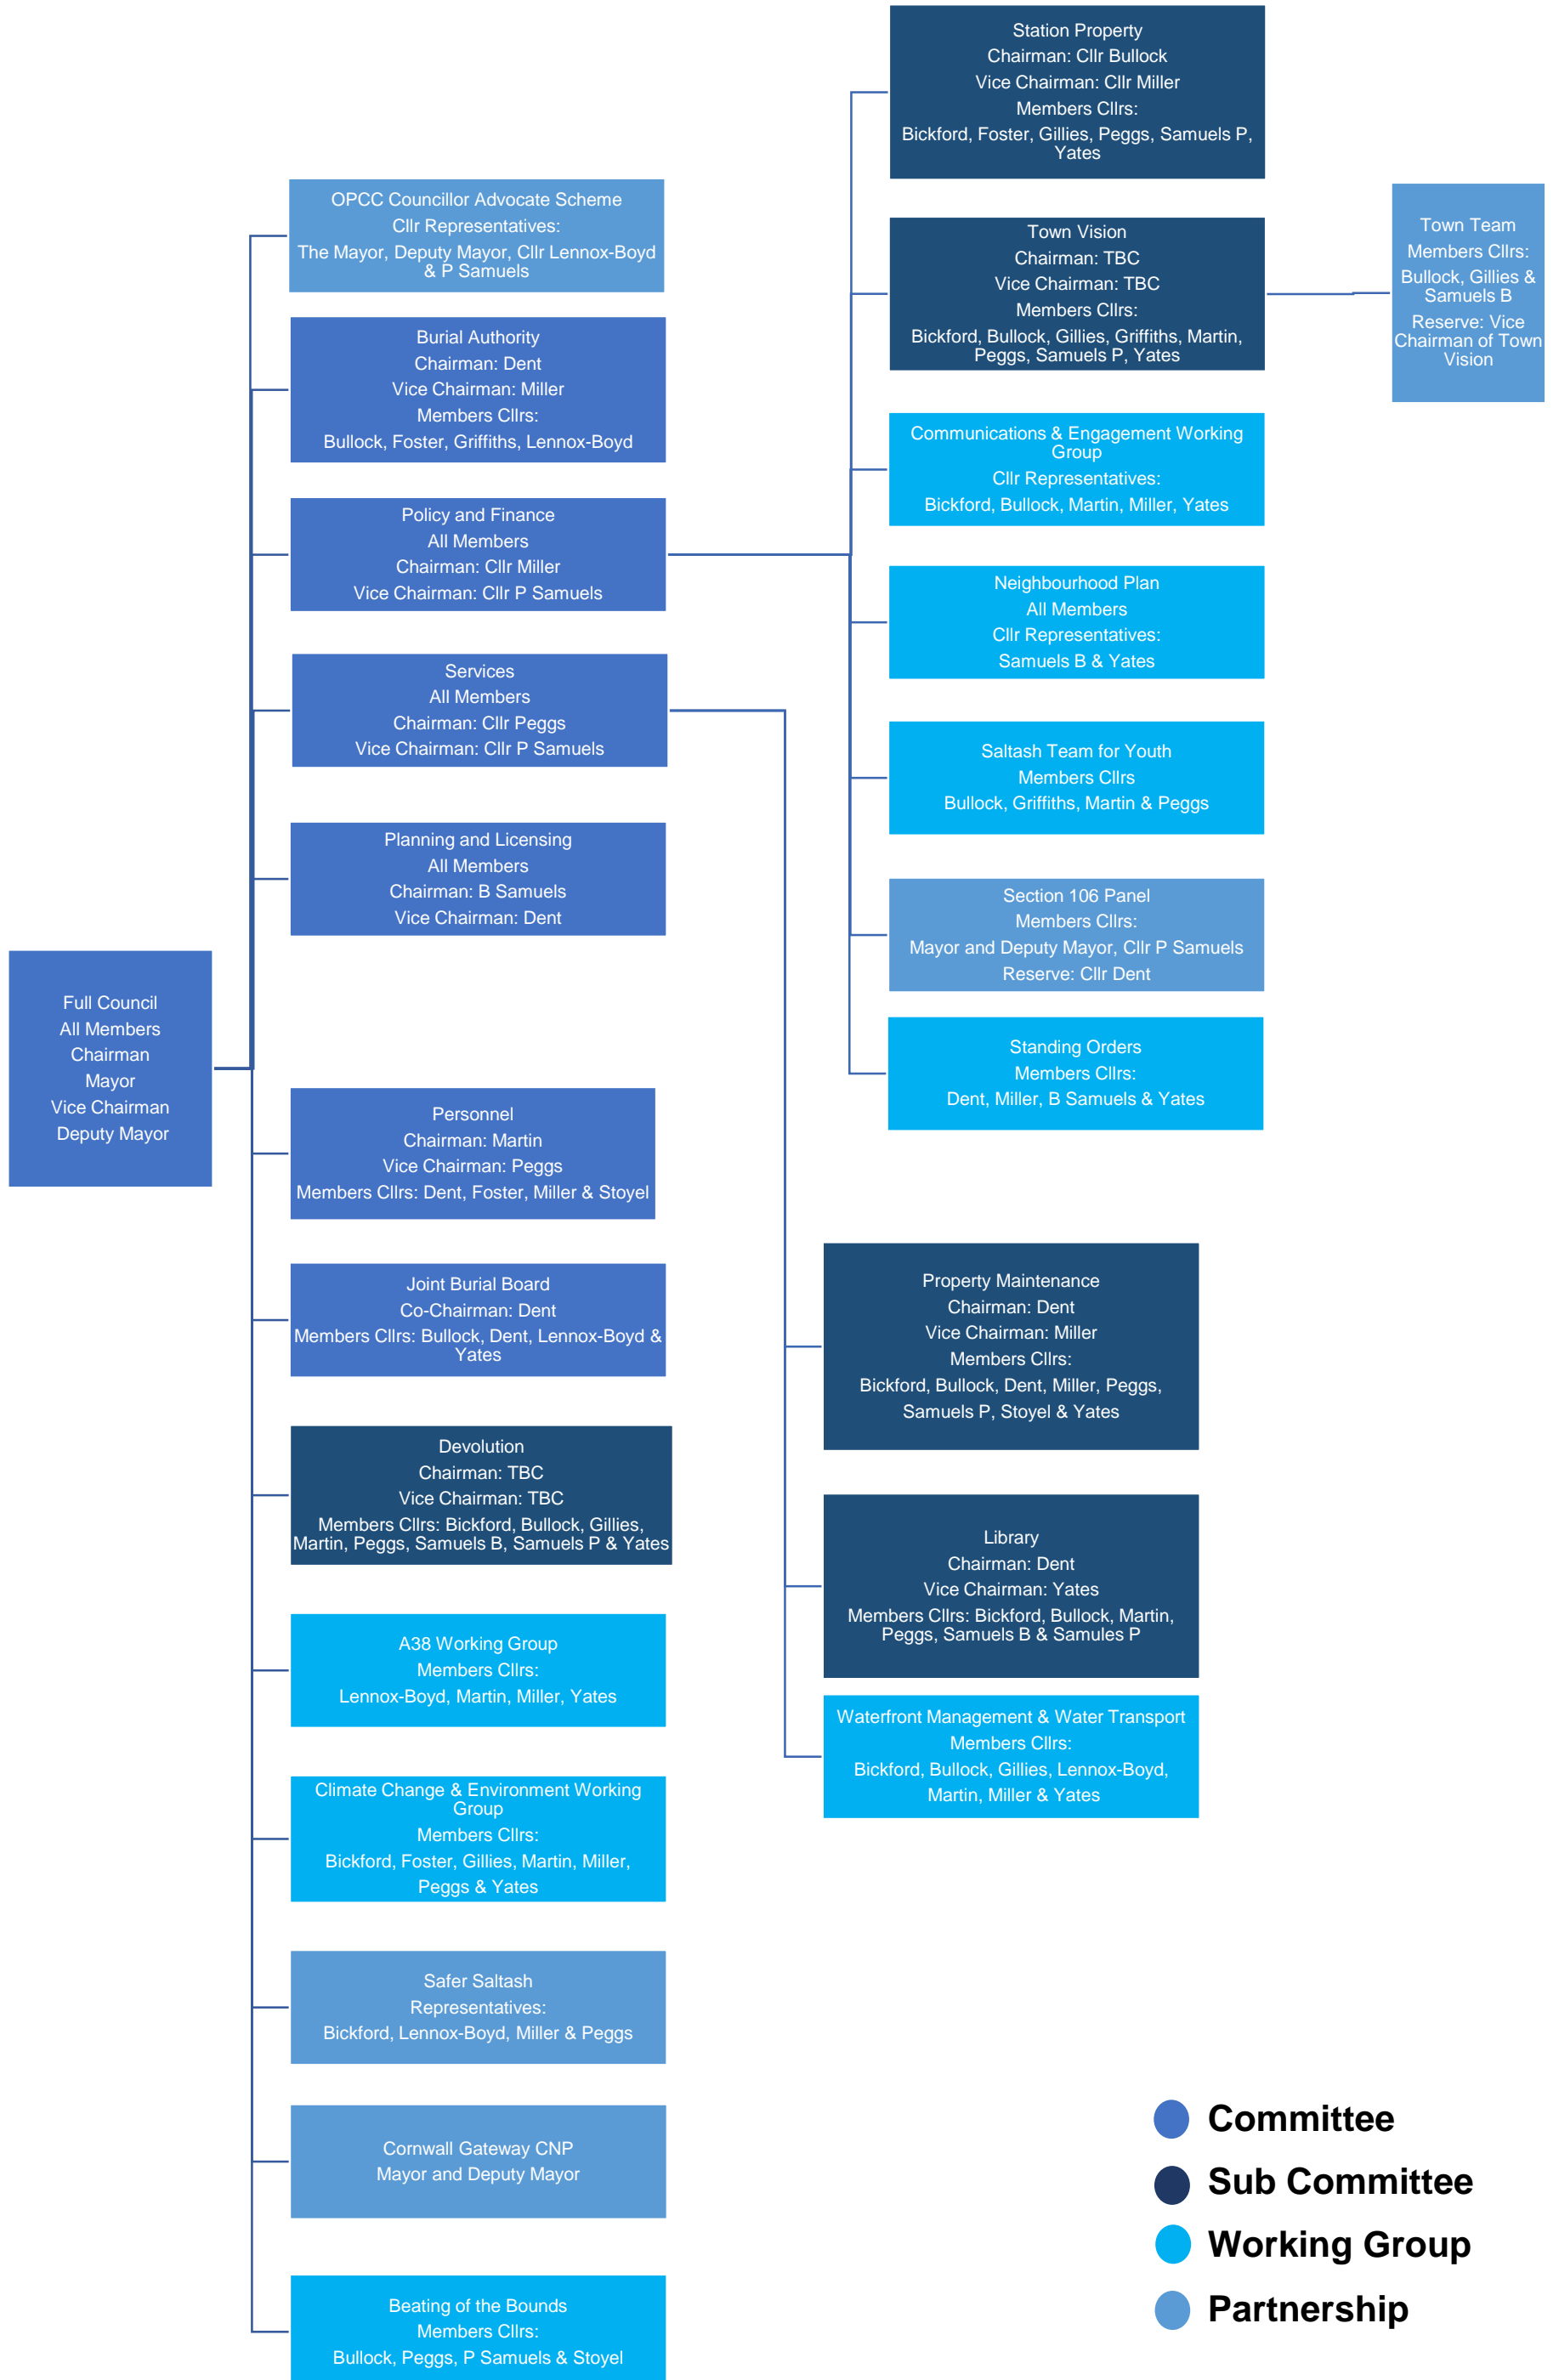 Full Council
All Members
Chairman
Mayor
Vice Chairman
Deputy Mayor
OPCC Councillor Advocate Scheme
Cllr Representatives:
The Mayor, Deputy Mayor, Cllr Lennox-Boyd
& P Samuels
Burial Authority
Chairman: Dent
Vice Chairman: Miller
Members Cllrs:
Bullock, Foster, Griffiths, Lennox-Boyd
Policy and Finance
All Members
Chairman: Cllr Miller
Vice Chairman: Cllr P Samuels
Services
All Members
Chairman: Cllr Peggs
Vice Chairman: Cllr P Samuels
Planning and Licensing
All Members
Chairman: B Samuels
Vice Chairman: Dent
Personnel
Chairman: Martin
Vice Chairman: Peggs
Members Cllrs: Dent, Foster, Miller & Stoyel
Joint Burial Board
Co-Chairman: Dent
Members Cllrs: Bullock, Dent, Lennox-Boyd &
Yates
Devolution
Chairman: TBC
Vice Chairman: TBC
Members Cllrs: Bickford, Bullock, Gillies,
Martin, Peggs, Samuels B, Samuels P & Yates
A38 Working Group
Members Cllrs:
Lennox-Boyd, Martin, Miller, Yates
Climate Change & Environment Working
Group
Members Cllrs:
Bickford, Foster, Gillies, Martin, Miller,
Peggs & Yates
Safer Saltash
Representatives:
Bickford, Lennox-Boyd, Miller & Peggs
Cornwall Gateway CNP
Mayor and Deputy Mayor
Beating of the Bounds
Members Cllrs:
Bullock, Peggs, P Samuels & Stoyel
Station Property
Chairman: Cllr Bullock
Vice Chairman: Cllr Miller
Members Cllrs:
Bickford, Foster, Gillies, Peggs, Samuels P,
Yates
Town Vision
Chairman: TBC
Vice Chairman: TBC
Members Cllrs:
Bickford, Bullock, Gillies, Griffiths, Martin,
Peggs, Samuels P, Yates
Town Team
Members Cllrs:
Bullock, Gillies &
Samuels B
Reserve: Vice
Chairman of Town
Vision
Communications & Engagement Working
Group
Cllr Representatives:
Bickford, Bullock, Martin, Miller, Yates
Neighbourhood Plan
All Members
Cllr Representatives:
Samuels B & Yates
Saltash Team for Youth
Members Cllrs
Bullock, Griffiths, Martin & Peggs
Section 106 Panel
Members Cllrs:
Mayor and Deputy Mayor, Cllr P Samuels
Reserve: Cllr Dent
Standing Orders
Members Cllrs:
Dent, Miller, B Samuels & Yates
Property Maintenance
Chairman: Dent
Vice Chairman: Miller
Members Cllrs:
Bickford, Bullock, Dent, Miller, Peggs,
Samuels P, Stoyel & Yates
Library
Chairman: Dent
Vice Chairman: Yates
Members Cllrs: Bickford, Bullock, Martin,
Peggs, Samuels B & Samules P
Waterfront Management & Water Transport
Members Cllrs:
Bickford, Bullock, Gillies, Lennox-Boyd,
Martin, Miller & Yates
Committee
Sub Committee
Working Group
Partnership